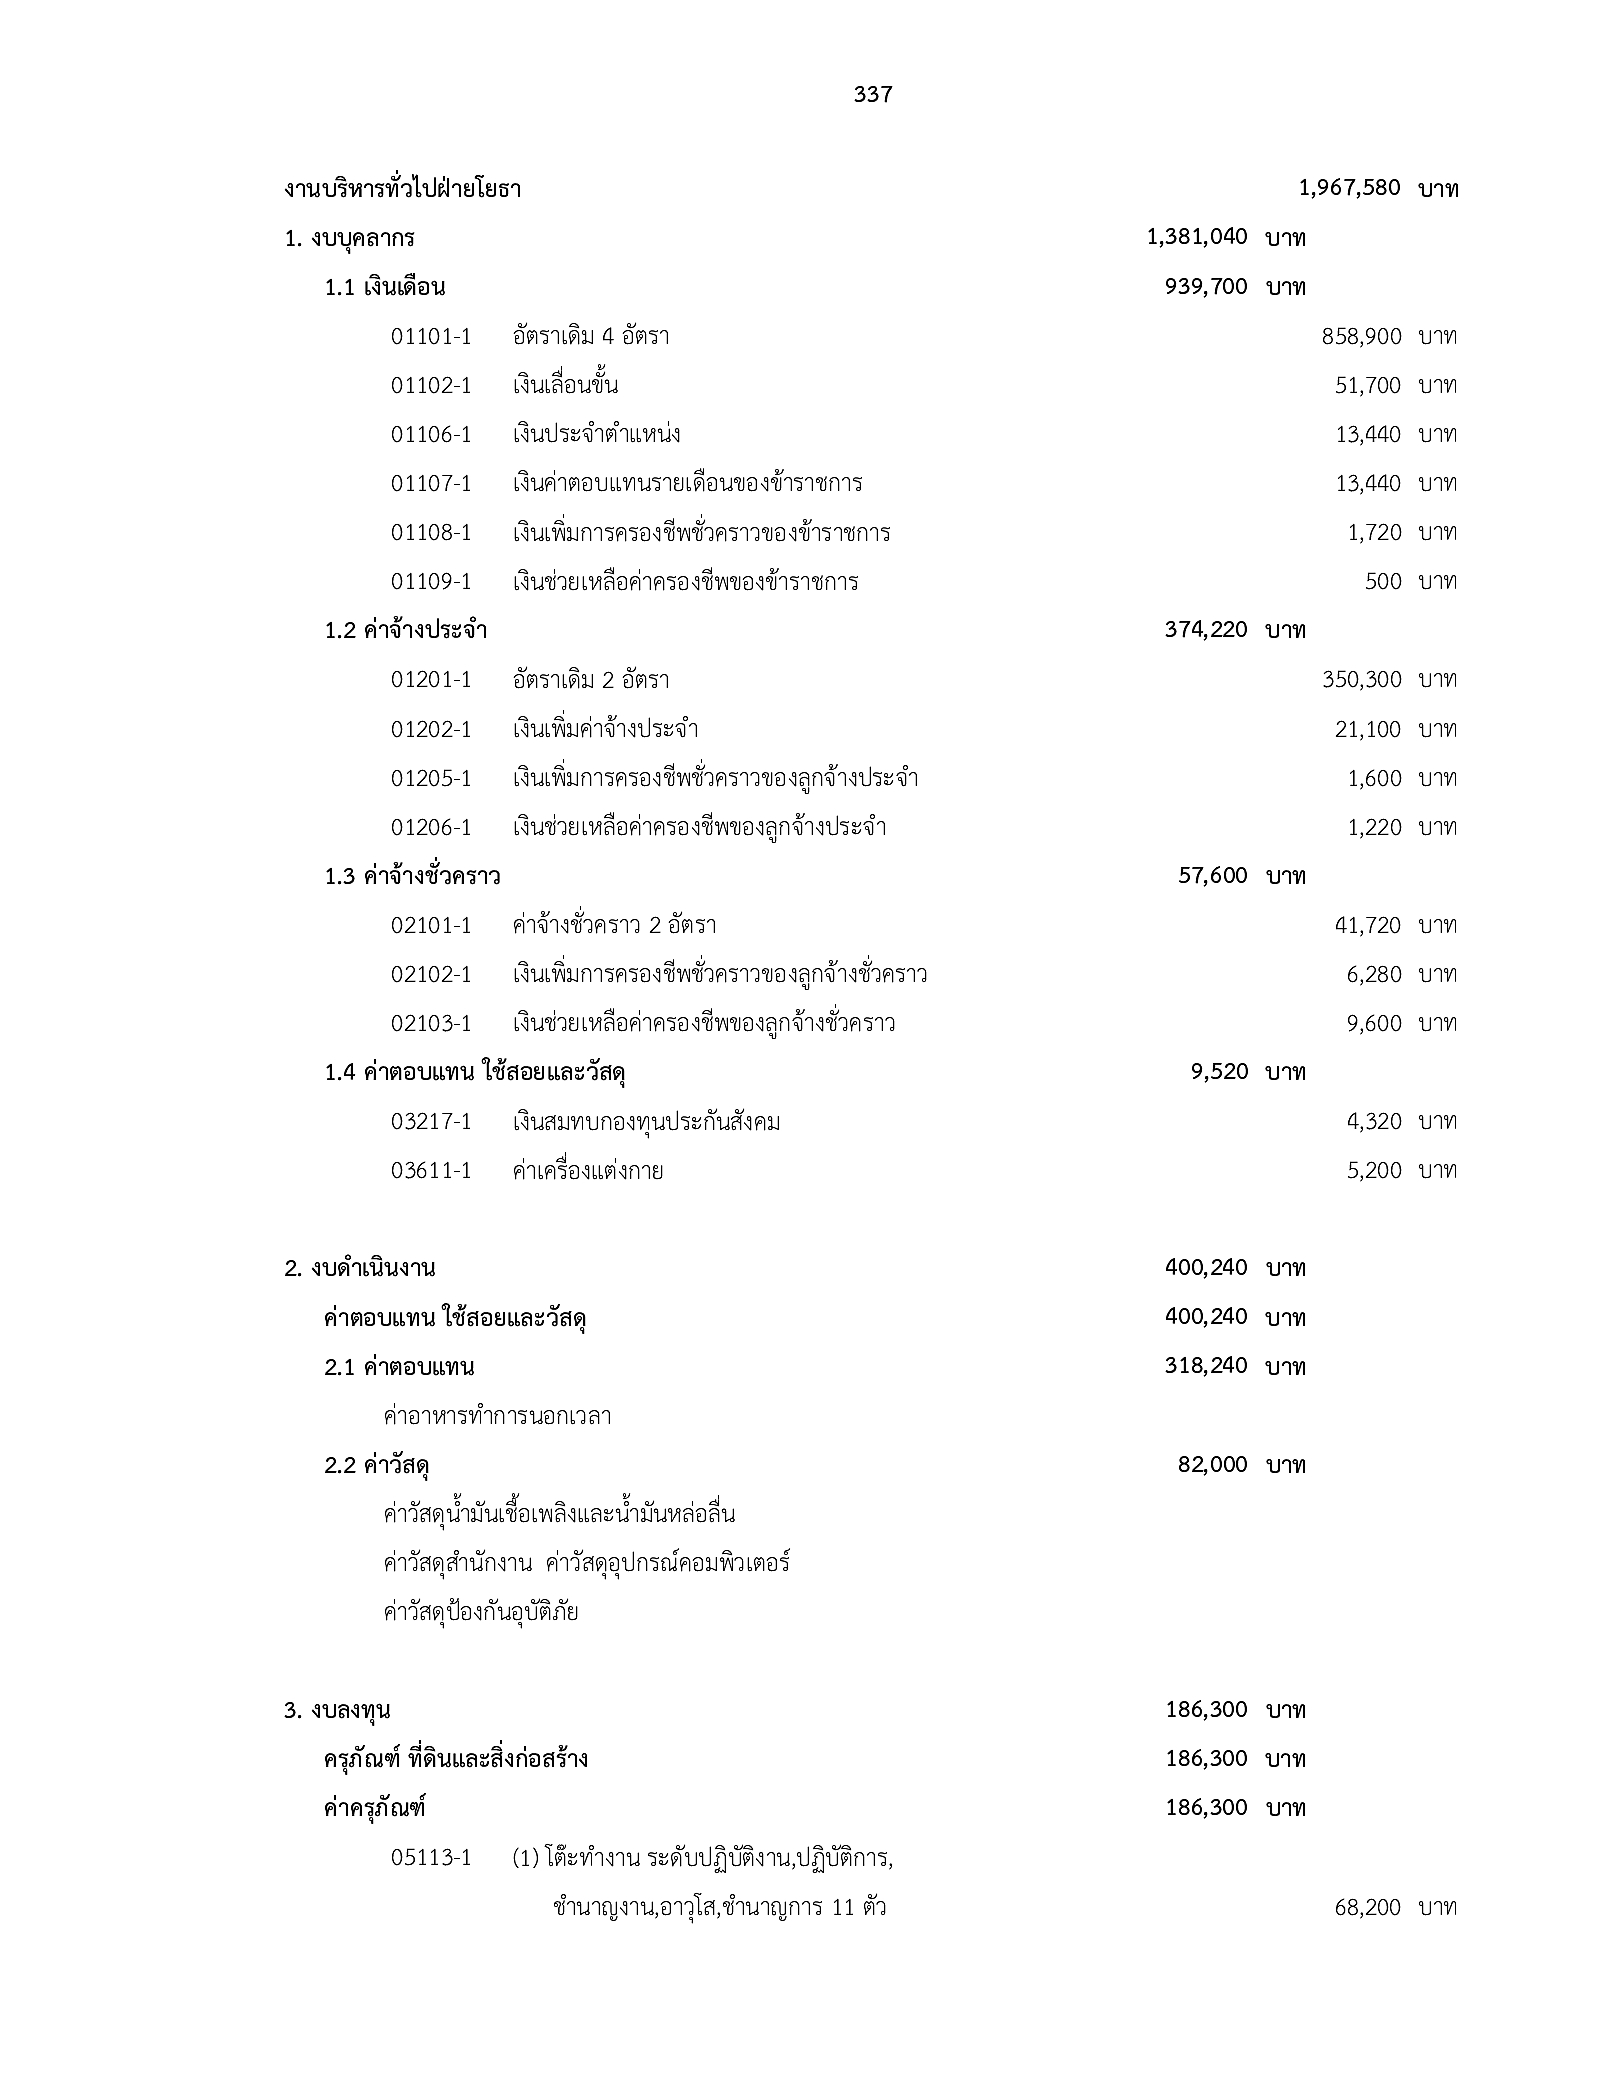 337
งานบริหารทั่วไปฝ่ายโยธา 1,967,580 บาท
1. งบบุคลากร 1,381,040 บาท
1.1 เงินเดือน 939,700 บาท
01101-1 อัตราเดิม 4 อัตรา 858,900 บาท
01102-1 เงินเลื่อนขั้น 51,700 บาท
01106-1 เงินประจำตำแหน่ง 13,440 บาท
01107-1 เงินค่าตอบแทนรายเดือนของข้าราชการ 13,440 บาท
01108-1 เงินเพิ่มการครองชีพชั่วคราวของข้าราชการ 1,720 บาท
01109-1 เงินช่วยเหลือค่าครองชีพของข้าราชการ 500 บาท
1.2 ค่าจ้างประจำ 374,220 บาท
01201-1 อัตราเดิม 2 อัตรา 350,300 บาท
01202-1 เงินเพิ่มค่าจ้างประจำ 21,100 บาท
01205-1 เงินเพิ่มการครองชีพชั่วคราวของลูกจ้างประจำ 1,600 บาท
01206-1 เงินช่วยเหลือค่าครองชีพของลูกจ้างประจำ 1,220 บาท
1.3 ค่าจ้างชั่วคราว 57,600 บาท
02101-1 ค่าจ้างชั่วคราว 2 อัตรา 41,720 บาท
02102-1 เงินเพิ่มการครองชีพชั่วคราวของลูกจ้างชั่วคราว 6,280 บาท
02103-1 เงินช่วยเหลือค่าครองชีพของลูกจ้างชั่วคราว 9,600 บาท
1.4 ค่าตอบแทน ใช้สอยและวัสดุ 9,520 บาท
03217-1 เงินสมทบกองทุนประกันสังคม 4,320 บาท
03611-1 ค่าเครื่องแต่งกาย 5,200 บาท
2. งบดำเนินงาน 400,240 บาท
ค่าตอบแทน ใช้สอยและวัสดุ 400,240 บาท
2.1 ค่าตอบแทน 318,240 บาท
ค่าอาหารทำการนอกเวลา
2.2 ค่าวัสดุ 82,000 บาท
ค่าวัสดุน้ำมันเชื้อเพลิงและน้ำมันหล่อลื่น
ค่าวัสดุสำนักงาน ค่าวัสดุอุปกรณ์คอมพิวเตอร์
ค่าวัสดุป้องกันอุบัติภัย
3. งบลงทุน 186,300 บาท
ครุภัณฑ์ ที่ดินและสิ่งก่อสร้าง 186,300 บาท
ค่าครุภัณฑ์ 186,300 บาท
05113-1 (1) โต๊ะทำงาน ระดับปฏิบัติงาน,ปฏิบัติการ,
ชำนาญงาน,อาวุโส,ชำนาญการ 11 ตัว 68,200 บาท